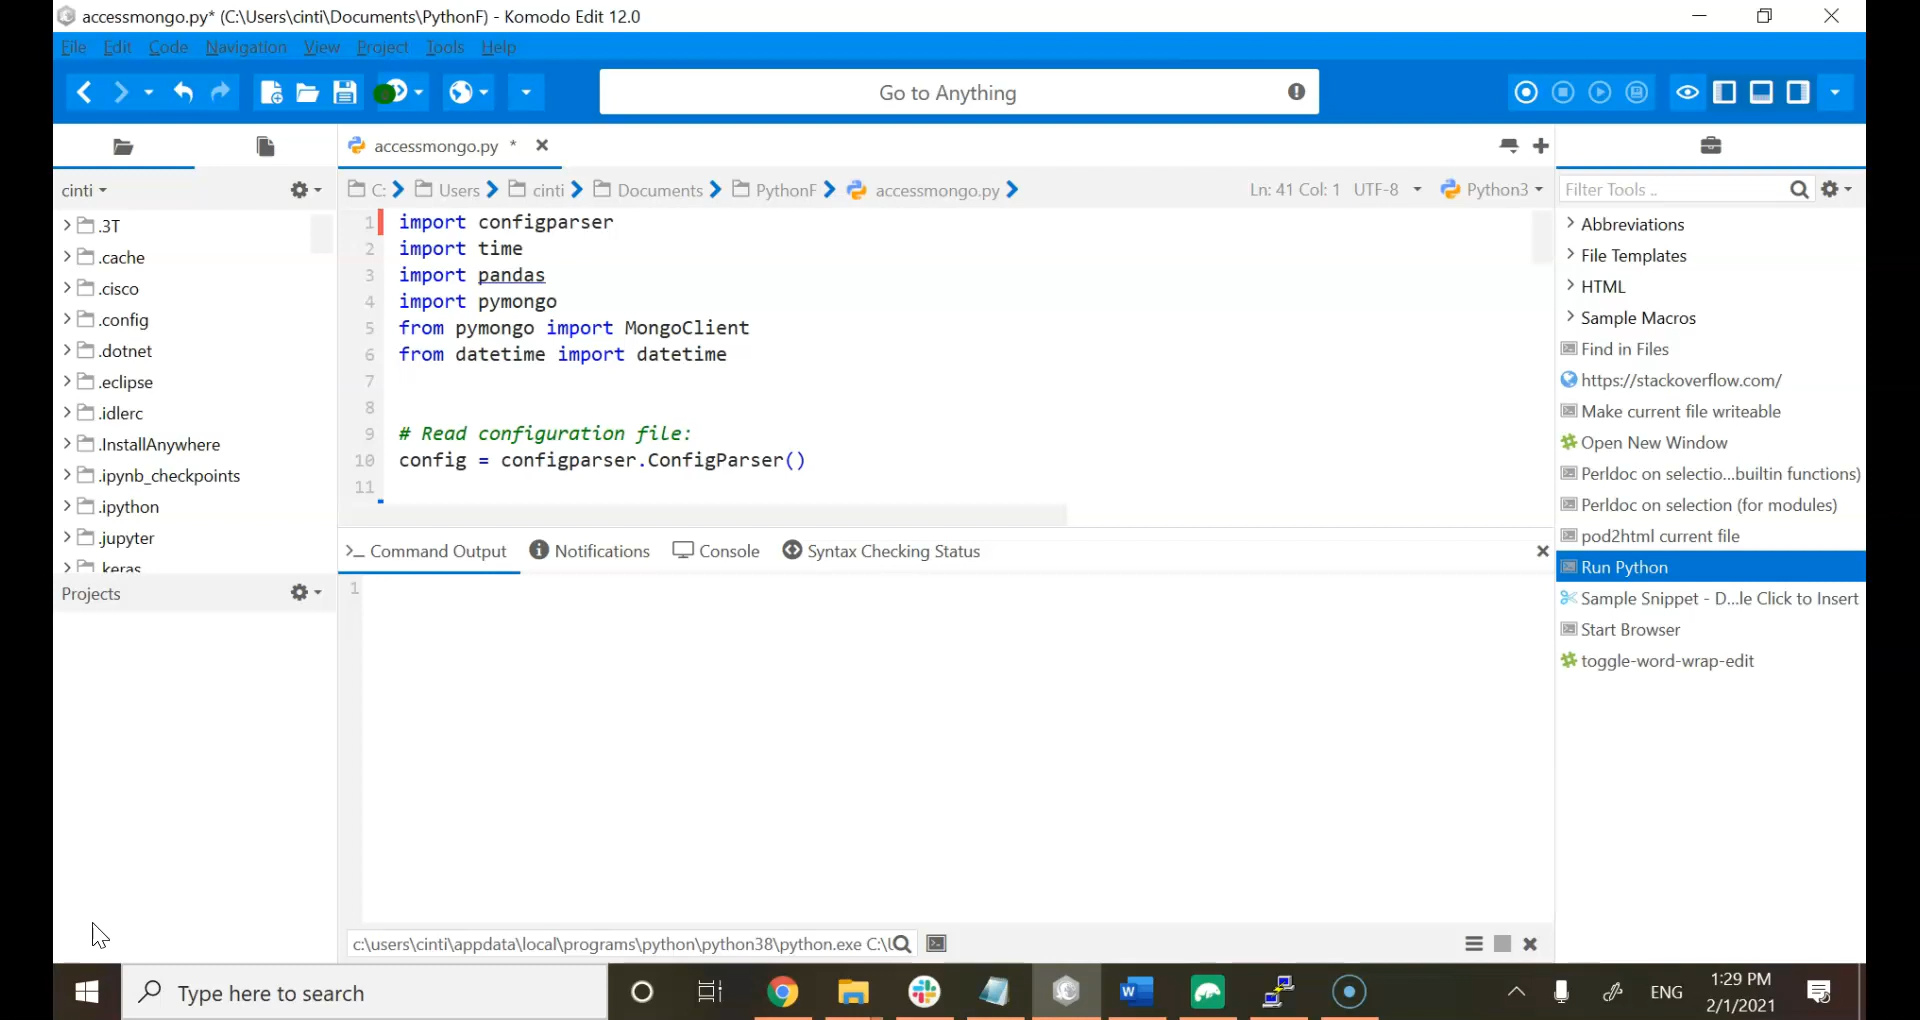 accessmongo.py* (C:\Users\cinti\Documents\PythonF) - Komodo Edit 12.0
File Edit Code Navigation View Project Tools Help
Go to Anything
accessmongo.py *
cinti
C: Users cinti Documents PythonF accessmongo.py
Ln: 41 Col: 1 UTF-8 Python3
Filter Tools ..
.3T
.cache
.cisco
.config
.dotnet
.eclipse
.idlerc
.InstallAnywhere
.ipynb_checkpoints
.ipython
.jupyter
keras
Projects
1 import configparser
2 import time
3 import pandas
4 import pymongo
5 from pymongo import MongoClient
6 from datetime import datetime
7
8
9 # Read configuration file:
10 config = configparser.ConfigParser()
11
Command Output Notifications Console Syntax Checking Status
1
c:\users\cinti\appdata\local\programs\python\python38\python.exe C:\
Abbreviations
File Templates
HTML
Sample Macros
Find in Files
https://stackoverflow.com/
Make current file writeable
Open New Window
Perldoc on selectio...builtin functions)
Perldoc on selection (for modules)
pod2html current file
Run Python
Sample Snippet - D...le Click to Insert
Start Browser
toggle-word-wrap-edit
Type here to search
ENG
1:29 PM
2/1/2021